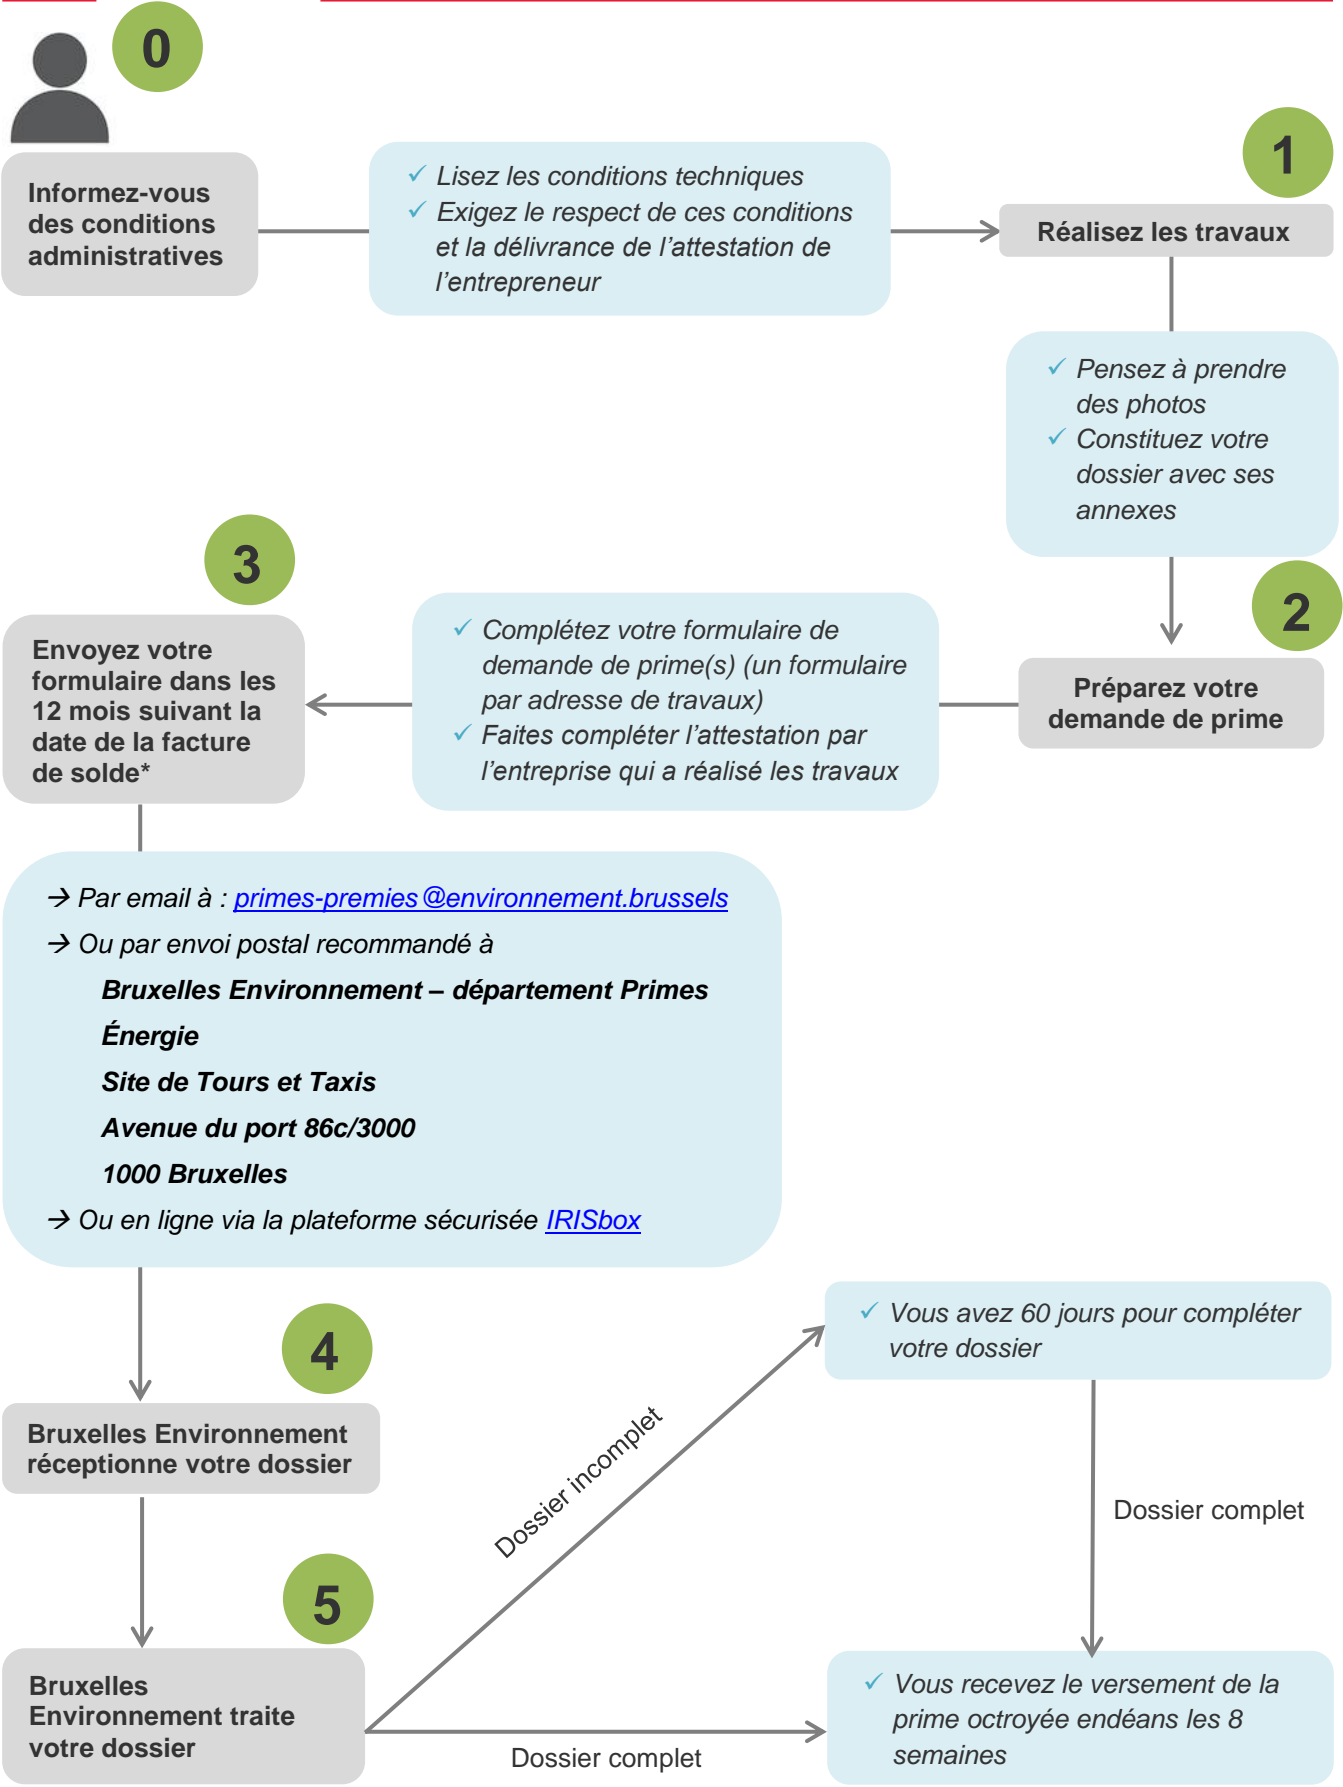 0
Informez-vous
des conditions
administratives
✓ Lisez les conditions techniques
✓ Exigez le respect de ces conditions
et la délivrance de l'attestation de
l'entrepreneur
1
Réalisez les travaux
✓ Pensez à prendre
des photos
✓ Constituez votre
dossier avec ses
annexes
2
Préparez votre
demande de prime
✓ Complétez votre formulaire de
demande de prime(s) (un formulaire
par adresse de travaux)
✓ Faites compléter l'attestation par
l'entreprise qui a réalisé les travaux
3
Envoyez votre
formulaire dans les
12 mois suivant la
date de la facture
de solde*
→ Par email à : primes-premies@environnement.brussels
→ Ou par envoi postal recommandé à
Bruxelles Environnement – département Primes
Énergie
Site de Tours et Taxis
Avenue du port 86c/3000
1000 Bruxelles
→ Ou en ligne via la plateforme sécurisée IRISbox
4
Bruxelles Environnement
réceptionne votre dossier
5
Bruxelles
Environnement traite
votre dossier
Dossier incomplet
✓ Vous avez 60 jours pour compléter
votre dossier
Dossier complet
Dossier complet
✓ Vous recevez le versement de la
prime octroyée endéans les 8
semaines